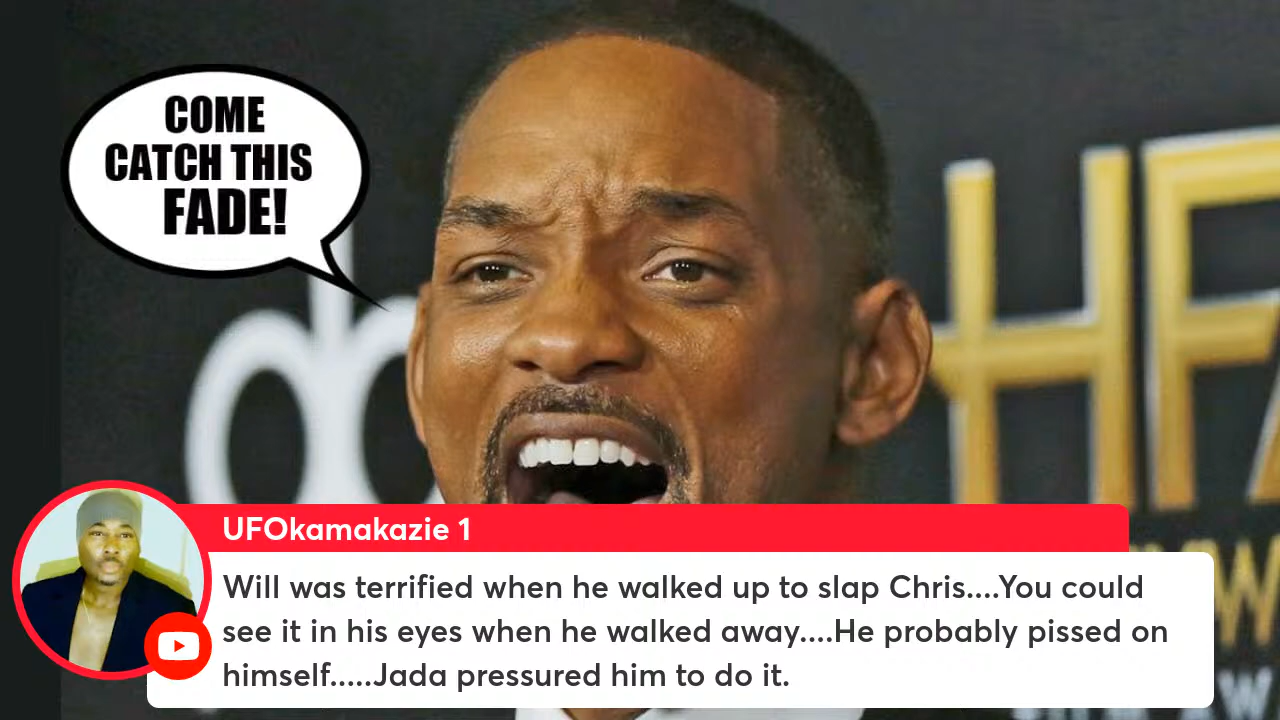 COME
CATCH THIS
FADE!
abc
HFA
UFOkamakazie 1
Will was terrified when he walked up to slap Chris....You could
see it in his eyes when he walked away....He probably pissed on
himself.....Jada pressured him to do it.